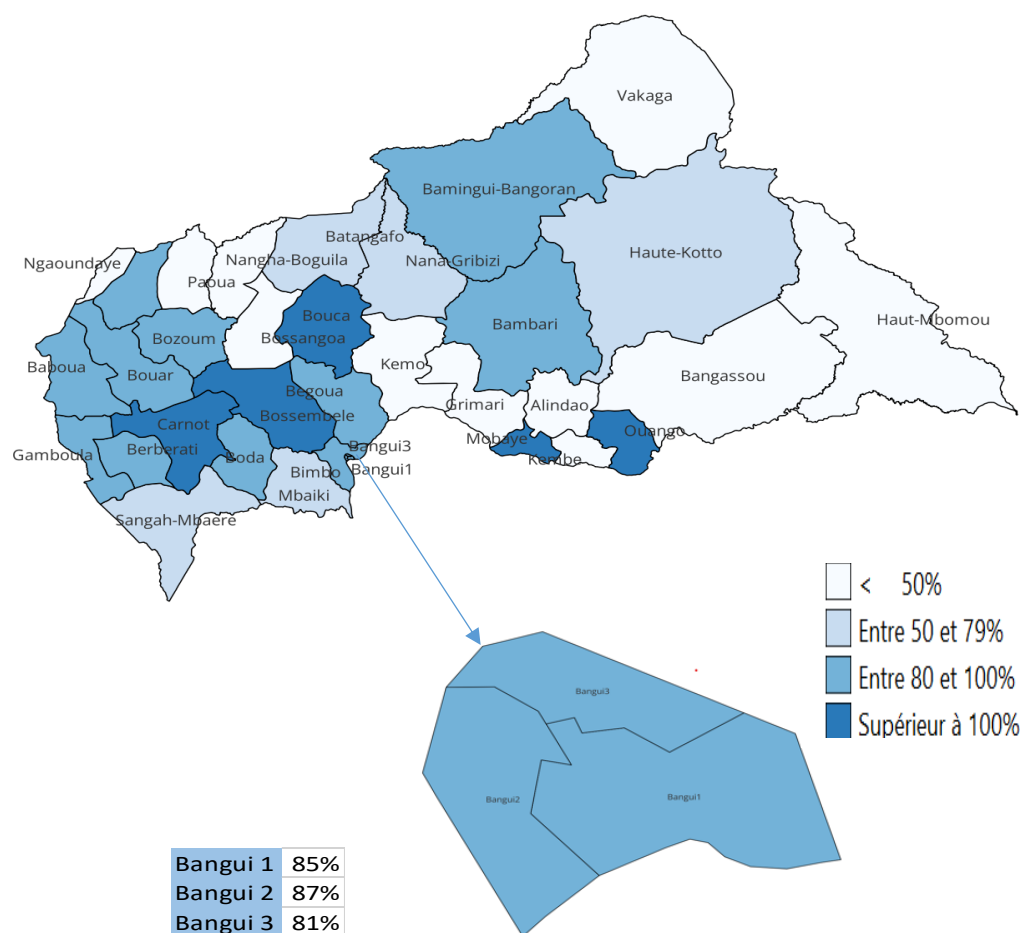 Vakaga
Bamingui-Bangoran
Batangafo
Ngaoundaye
Nangha-Boguila
Nana-Gribizi
Haute-Kotto
Paoua
Bouca
Bambari
Haut-Mbomou
Bozoum
Bossangoa
Kemo
Baboua
Bouar
Bangassou
Begoua
Grimari
Alindao
Carnot
Bossembele
Ouango
Mobaye
Gamboula
Berberati
Boda
Bangui3
Kembe
Bimbo
Bangui1
Mbaiki
Sangah-Mbaere
< 50%
Entre 50 et 79%
Entre 80 et 100%
Supérieur à 100%
Bangui3
Bangui2
Bangui1
Bangui 1 85%
Bangui 2 87%
Bangui 3 81%